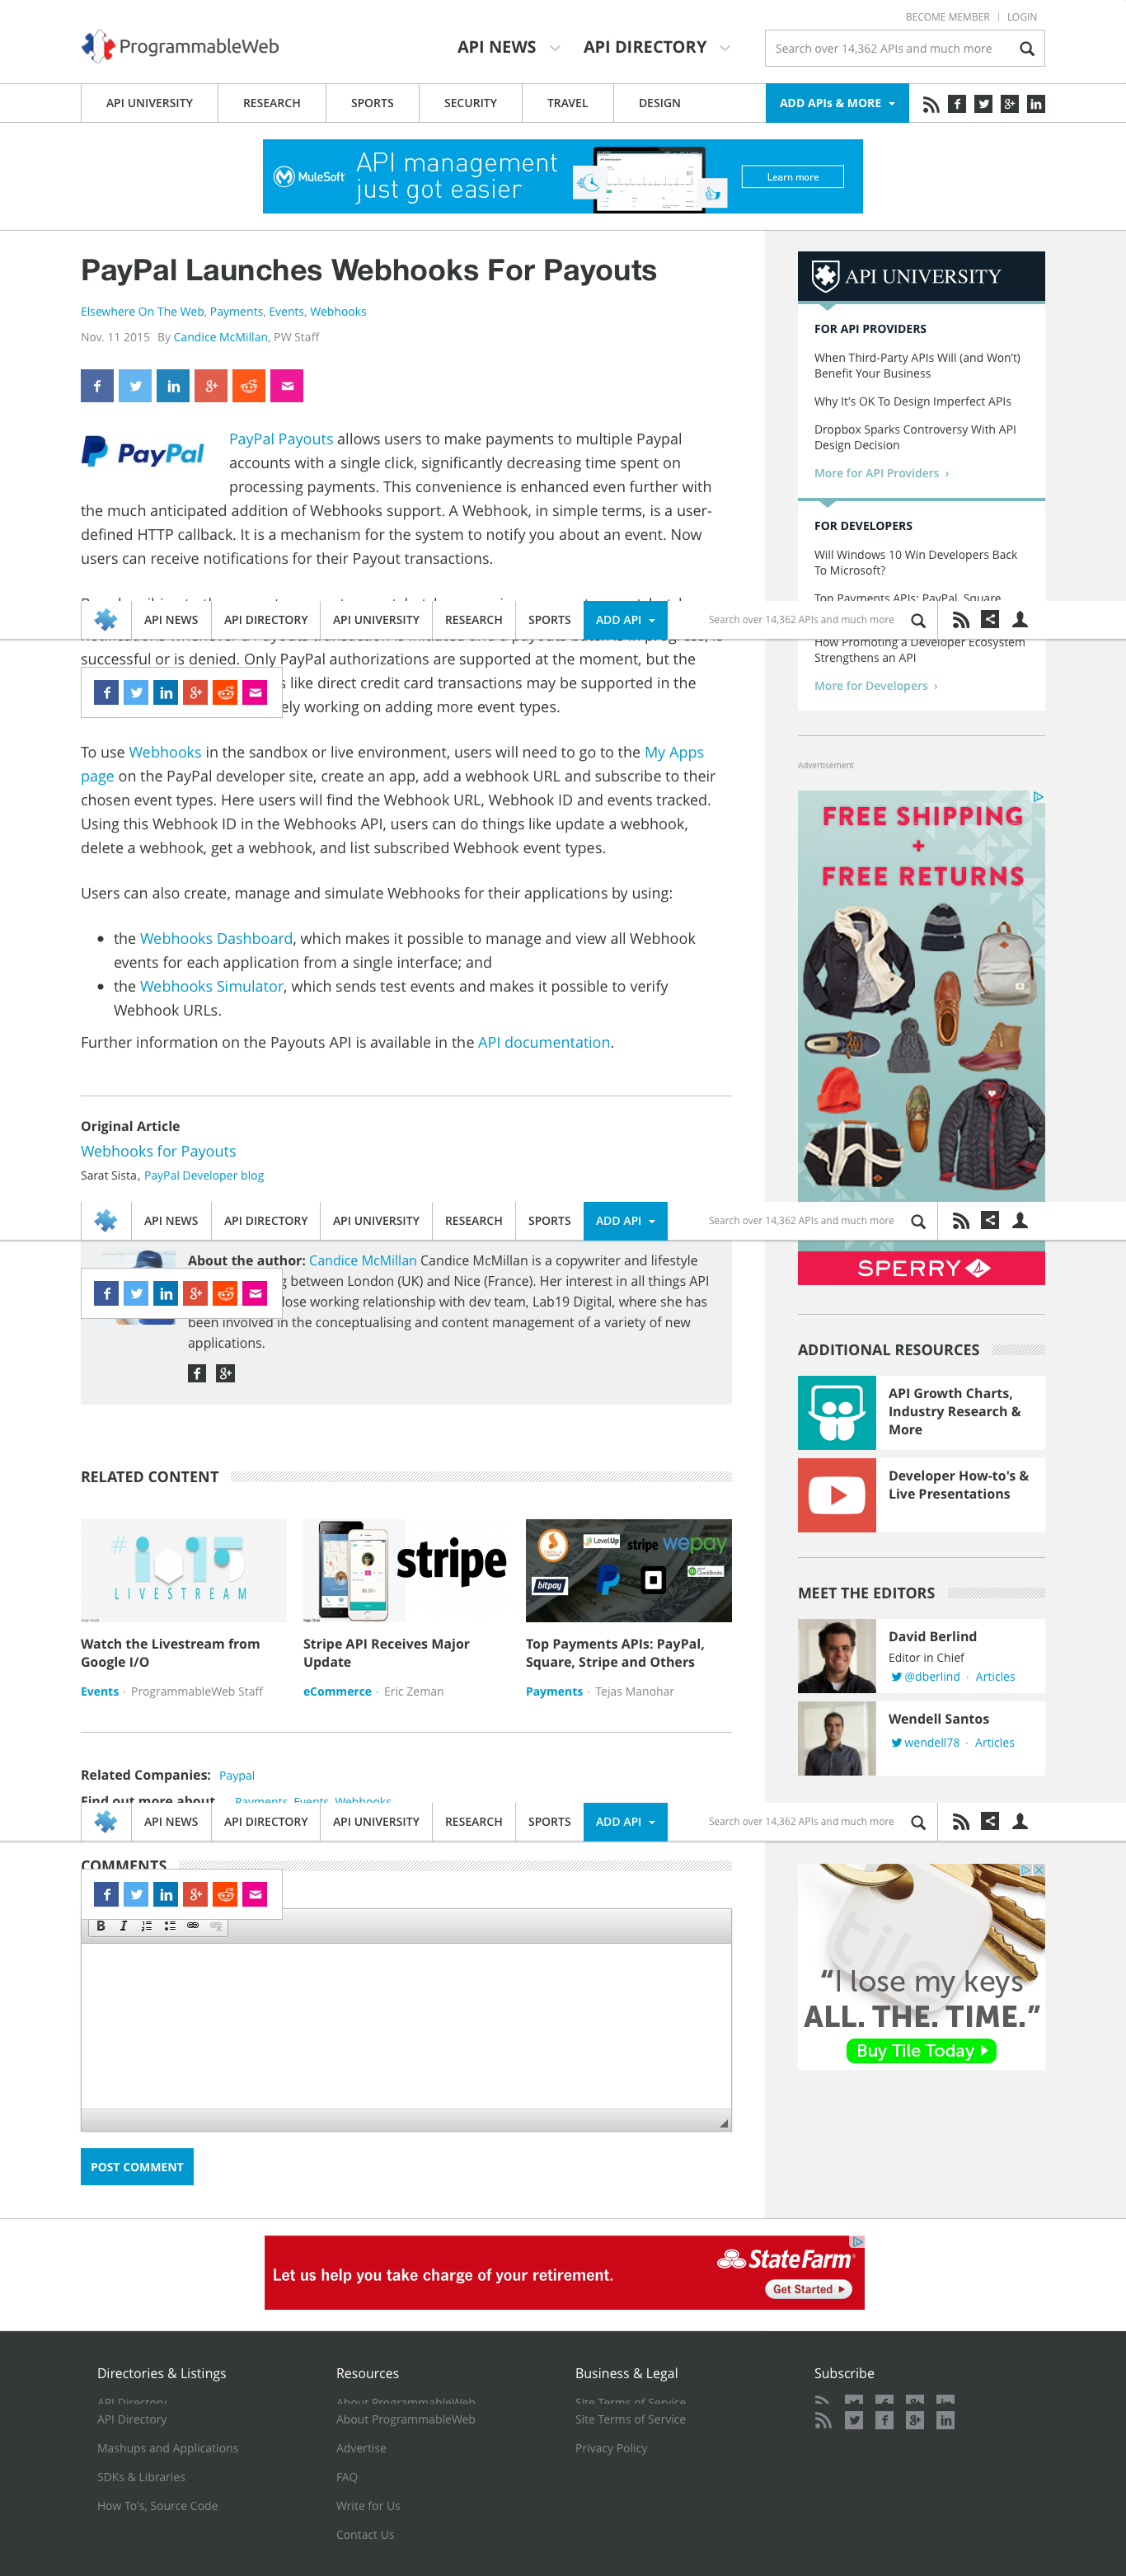 BECOME MEMBER | LOGIN
ProgrammableWeb
API NEWS
API DIRECTORY
Search over 14,362 APIs and much more
API UNIVERSITY
RESEARCH
SPORTS
SECURITY
TRAVEL
DESIGN
ADD APIs & MORE
MuleSoft
API management
just got easier
Learn more
PayPal Launches Webhooks For Payouts
Elsewhere On The Web, Payments, Events, Webhooks
Nov. 11 2015 By Candice McMillan, PW Staff
PayPal
PayPal Payouts allows users to make payments to multiple Paypal
accounts with a single click, significantly decreasing time spent on
processing payments. This convenience is enhanced even further with
the much anticipated addition of Webhooks support. A Webhook, in simple terms, is a user-
defined HTTP callback. It is a mechanism for the system to notify you about an event. Now
users can receive notifications for their Payout transactions.
API NEWS
API DIRECTORY
API UNIVERSITY
RESEARCH
SPORTS
ADD API
Search over 14,362 APIs and much more
successful or is denied. Only PayPal authorizations are supported at the moment, but the
like direct credit card transactions may be supported in the
working on adding more event types.
To use Webhooks in the sandbox or live environment, users will need to go to the My Apps
page on the PayPal developer site, create an app, add a webhook URL and subscribe to their
chosen event types. Here users will find the Webhook URL, Webhook ID and events tracked.
Using this Webhook ID in the Webhooks API, users can do things like update a webhook,
delete a webhook, get a webhook, and list subscribed Webhook event types.
Users can also create, manage and simulate Webhooks for their applications by using:
• the Webhooks Dashboard, which makes it possible to manage and view all Webhook
events for each application from a single interface; and
• the Webhooks Simulator, which sends test events and makes it possible to verify
Webhook URLs.
Further information on the Payouts API is available in the API documentation.
Original Article
Webhooks for Payouts
Sarat Sista, PayPal Developer blog
API NEWS
API DIRECTORY
API UNIVERSITY
RESEARCH
SPORTS
ADD API
Search over 14,362 APIs and much more
About the author: Candice McMillan Candice McMillan is a copywriter and lifestyle
between London (UK) and Nice (France). Her interest in all things API
close working relationship with dev team, Lab19 Digital, where she has
been involved in the conceptualising and content management of a variety of new
applications.
RELATED CONTENT
LIVESTREAM
stripe
LevelUp
stripe
wepay
bitpay
QuickBooks
Watch the Livestream from
Google I/O
Events · ProgrammableWeb Staff
Stripe API Receives Major
Update
eCommerce · Eric Zeman
Top Payments APIs: PayPal,
Square, Stripe and Others
Payments · Tejas Manohar
Related Companies: Paypal
Find out more about Payments, Events, Webhooks
API NEWS
API DIRECTORY
API UNIVERSITY
RESEARCH
SPORTS
ADD API
Search over 14,362 APIs and much more
COMMENTS
B I
POST COMMENT
API UNIVERSITY
FOR API PROVIDERS
When Third-Party APIs Will (and Won't)
Benefit Your Business
Why It's OK To Design Imperfect APIs
Dropbox Sparks Controversy With API
Design Decision
More for API Providers ›
FOR DEVELOPERS
Will Windows 10 Win Developers Back
To Microsoft?
Top Payments APIs: PayPal, Square,
How Promoting a Developer Ecosystem
Strengthens an API
More for Developers ›
Advertisement
FREE SHIPPING
+
FREE RETURNS
SPERRY
ADDITIONAL RESOURCES
API Growth Charts,
Industry Research &
More
Developer How-to's &
Live Presentations
MEET THE EDITORS
David Berlind
Editor in Chief
@dberlind · Articles
Wendell Santos
wendell78 · Articles
tile
“I lose my keys
ALL. THE. TIME.”
Buy Tile Today
Let us help you take charge of your retirement.
StateFarm
Get Started
Directories & Listings
API Directory
API Directory
Mashups and Applications
SDKs & Libraries
How To's, Source Code
Resources
About ProgrammableWeb
About ProgrammableWeb
Advertise
FAQ
Write for Us
Contact Us
Business & Legal
Site Terms of Service
Site Terms of Service
Privacy Policy
Subscribe